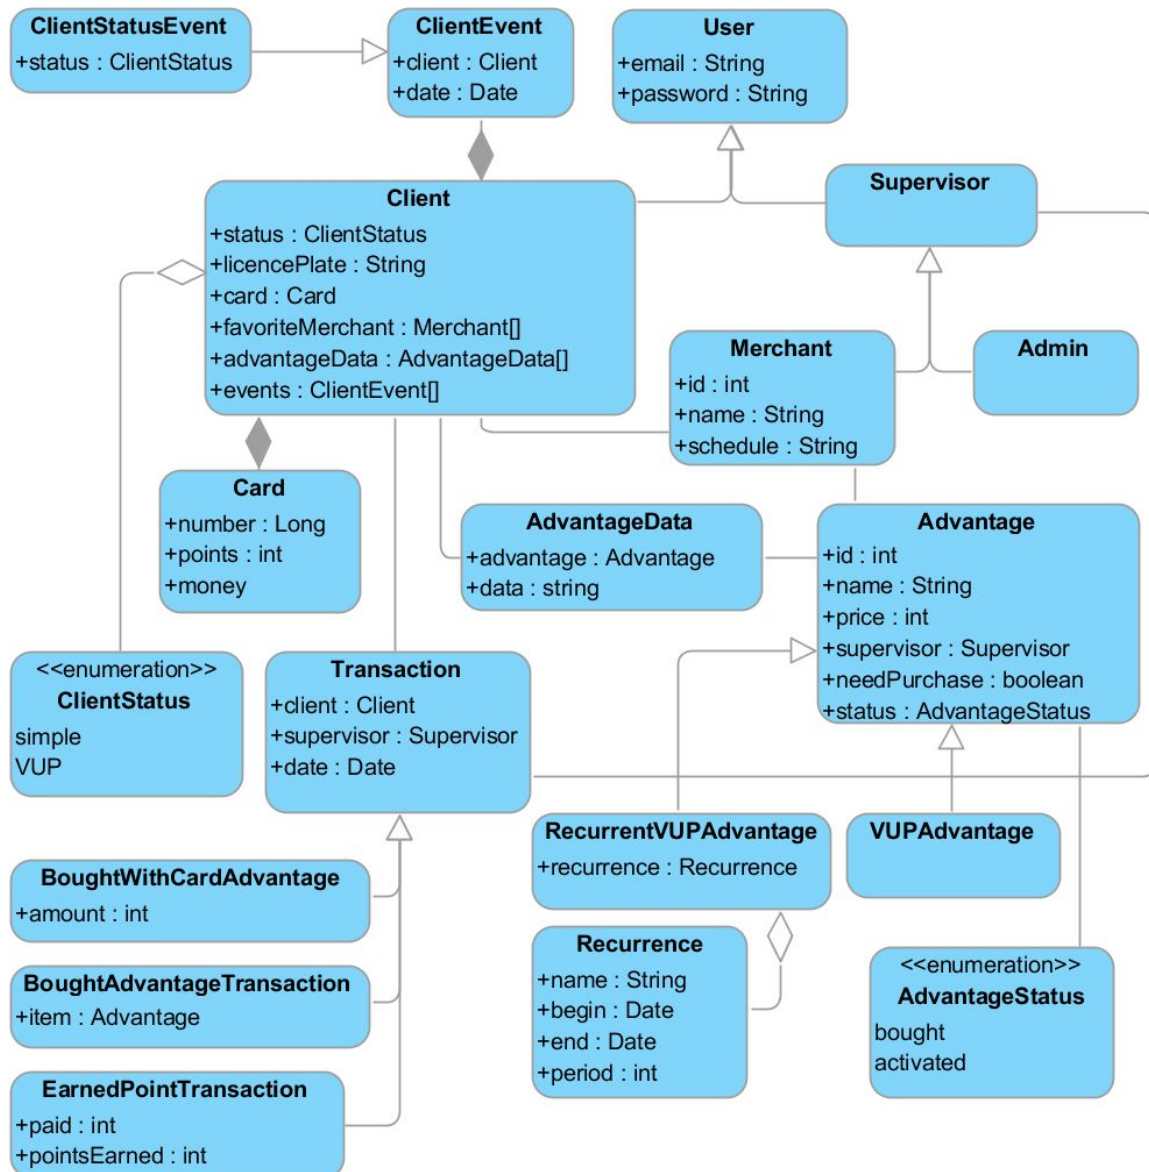 ClientStatusEvent
+status : ClientStatus
ClientEvent
+client : Client
+date : Date
User
+email : String
+password : String
Supervisor
Client
+status : ClientStatus
+licencePlate : String
+card : Card
+favoriteMerchant : Merchant[]
+advantageData : AdvantageData[]
+events : ClientEvent[]
Merchant
+id : int
+name : String
+schedule : String
Admin
Card
+number : Long
+points : int
+money
AdvantageData
+advantage : Advantage
+data : string
Advantage
+id : int
+name : String
+price : int
+supervisor : Supervisor
+needPurchase : boolean
+status : AdvantageStatus
<<enumeration>>
ClientStatus
simple
VUP
Transaction
+client : Client
+supervisor : Supervisor
+date : Date
RecurrentVUPAdvantage
+recurrence : Recurrence
VUPAdvantage
BoughtWithCardAdvantage
+amount : int
BoughtAdvantageTransaction
+item : Advantage
EarnedPointTransaction
+paid : int
+pointsEarned : int
Recurrence
+name : String
+begin : Date
+end : Date
+period : int
<<enumeration>>
AdvantageStatus
bought
activated